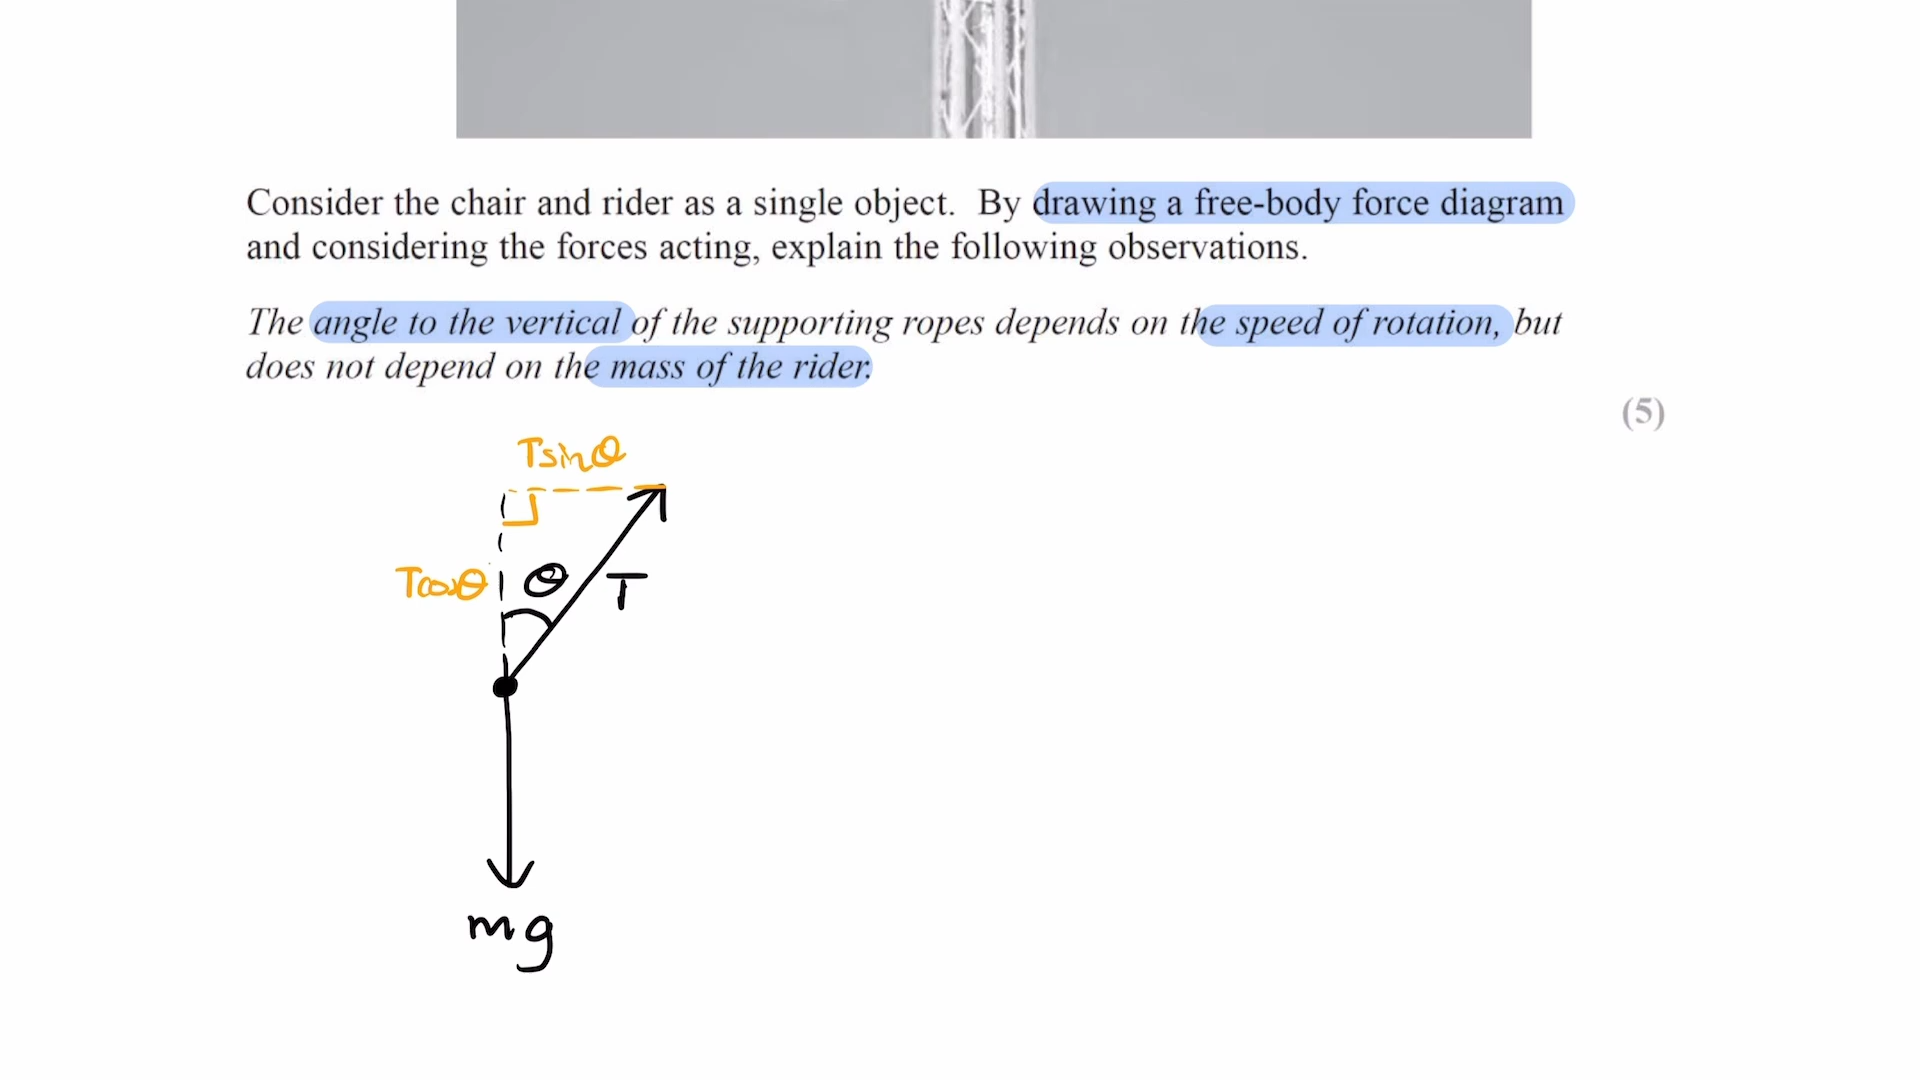 Consider the chair and rider as a single object. By drawing a free-body force diagram
and considering the forces acting, explain the following observations.
The angle to the vertical of the supporting ropes depends on the speed of rotation, but
does not depend on the mass of the rider.
(5)
Tsinθ
Tcosθ θ T
mg